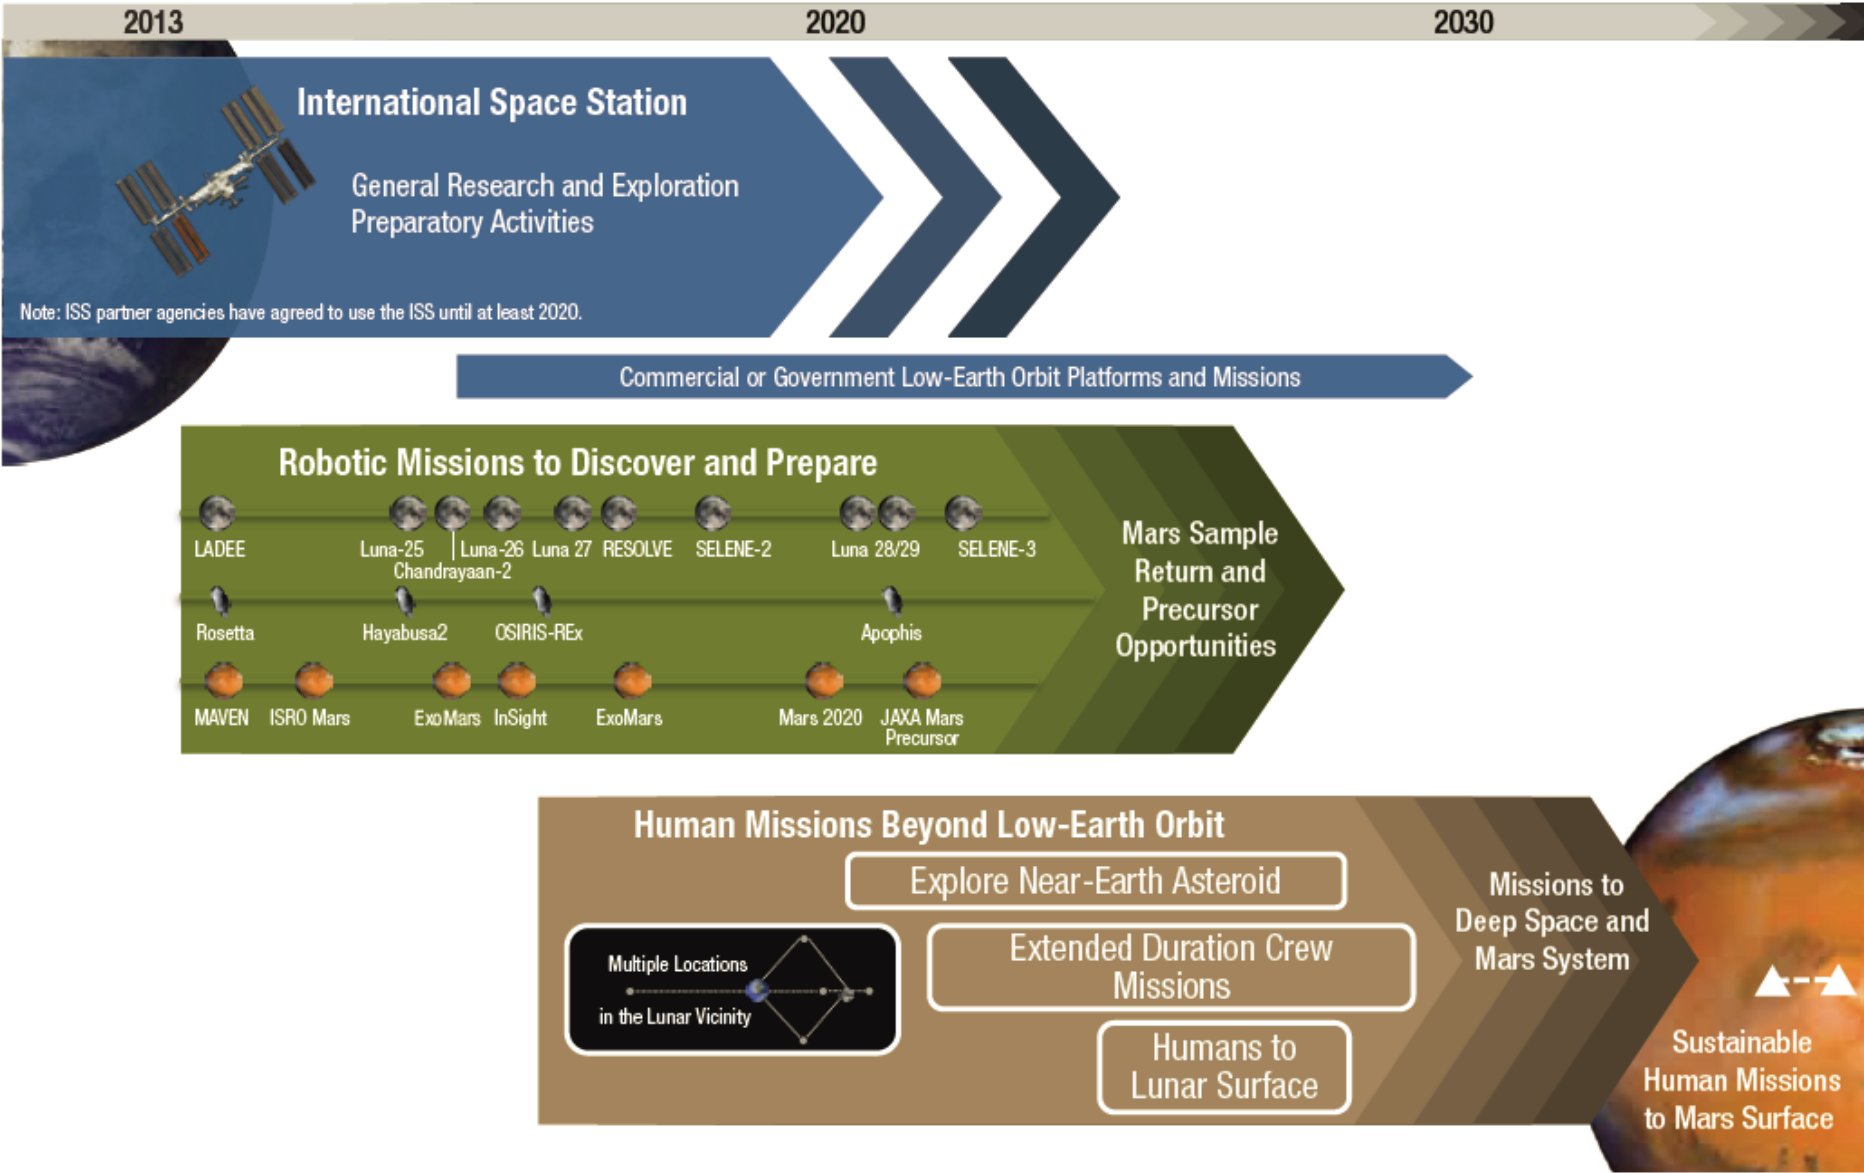 2013 2020 2030
International Space Station
General Research and Exploration
Preparatory Activities
Note: ISS partner agencies have agreed to use the ISS until at least 2020.
Commercial or Government Low-Earth Orbit Platforms and Missions
Robotic Missions to Discover and Prepare
LADEE Luna-25 Luna-26 Luna 27 RESOLVE SELENE-2 Luna 28/29 SELENE-3
Chandrayaan-2
Rosetta Hayabusa2 OSIRIS-REx Apophis
MAVEN ISRO Mars ExoMars InSight ExoMars Mars 2020 JAXA Mars
Precursor
Mars Sample
Return and
Precursor
Opportunities
Human Missions Beyond Low-Earth Orbit
Explore Near-Earth Asteroid
Multiple Locations
in the Lunar Vicinity
Extended Duration Crew
Missions
Humans to
Lunar Surface
Missions to
Deep Space and
Mars System
Sustainable
Human Missions
to Mars Surface